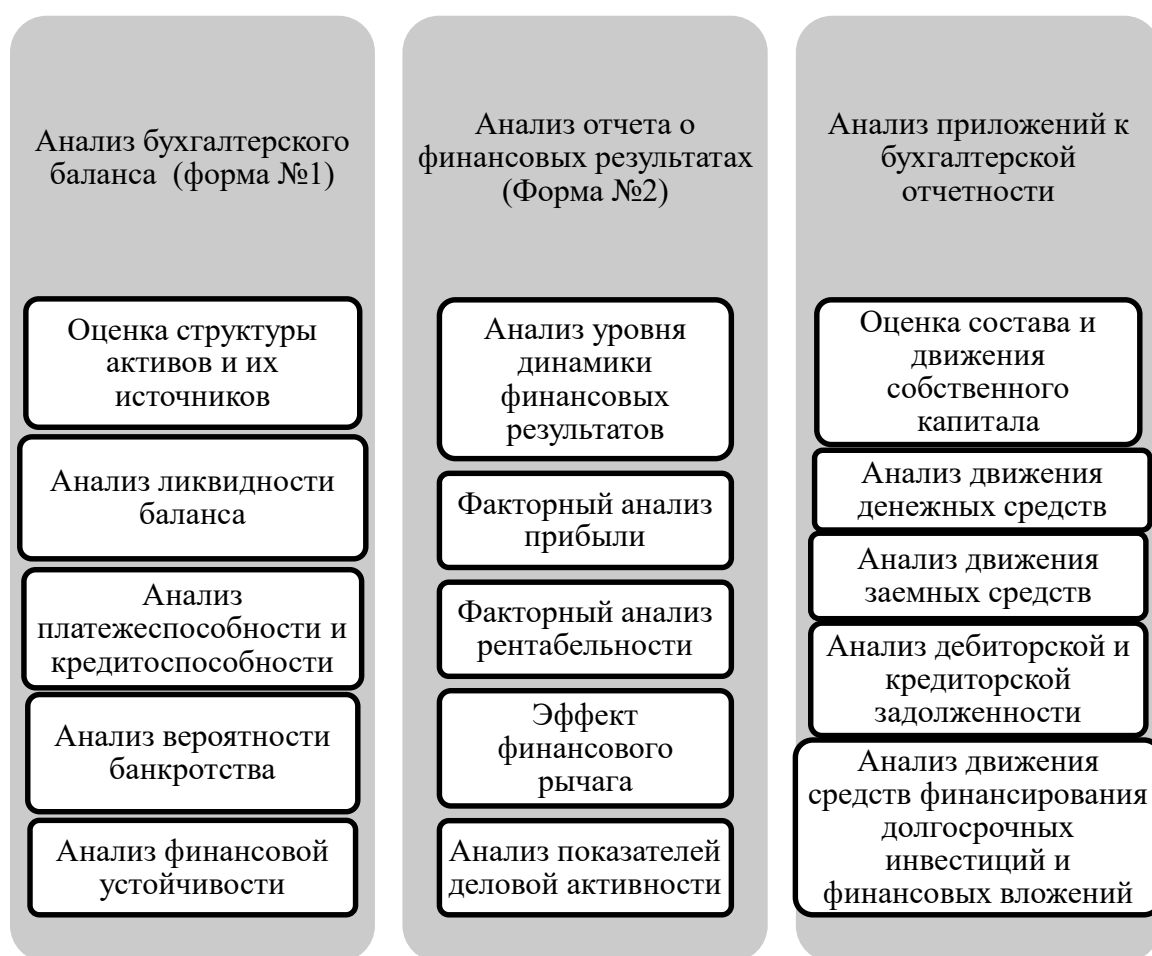 Анализ бухгалтерского
баланса (форма №1)
Оценка структуры
активов и их
источников
Анализ ликвидности
баланса
Анализ
платежеспособности и
кредитоспособности
Анализ вероятности
банкротства
Анализ финансовой
устойчивости
Анализ отчета о
финансовых результатах
(Форма №2)
Анализ уровня
динамики
финансовых
результатов
Факторный анализ
прибыли
Факторный анализ
рентабельности
Эффект
финансового
рычага
Анализ показателей
деловой активности
Анализ приложений к
бухгалтерской
отчетности
Оценка состава и
движения
собственного
капитала
Анализ движения
денежных средств
Анализ движения
заемных средств
Анализ дебиторской и
кредиторской
задолженности
Анализ движения
средств финансирования
долгосрочных
инвестиций и
финансовых вложений